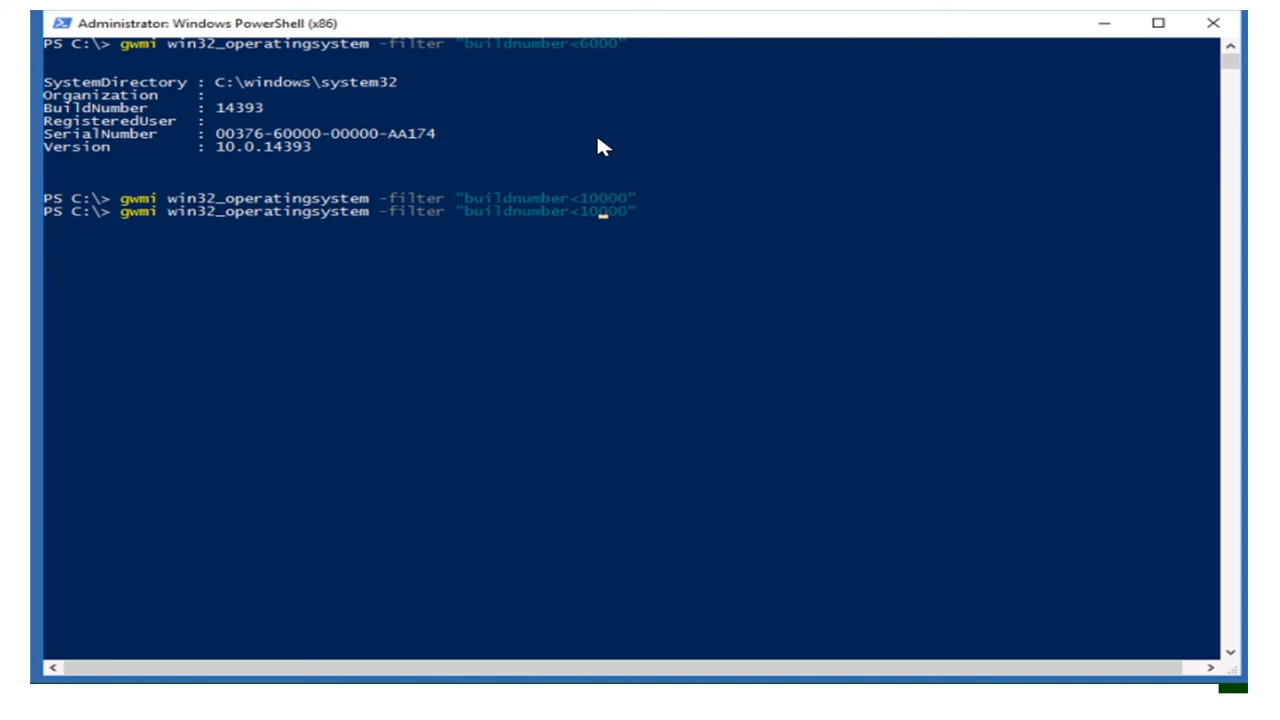 Administrator: Windows PowerShell (x86)
PS C:\> gwmi win32_operatingsystem -filter "buildnumber<6000"
SystemDirectory : C:\windows\system32
Organization :
BuildNumber : 14393
RegisteredUser :
SerialNumber : 00376-60000-00000-AA174
Version : 10.0.14393
PS C:\> gwmi win32_operatingsystem -filter "buildnumber<10000"
PS C:\> gwmi win32_operatingsystem -filter "buildnumber<10000"